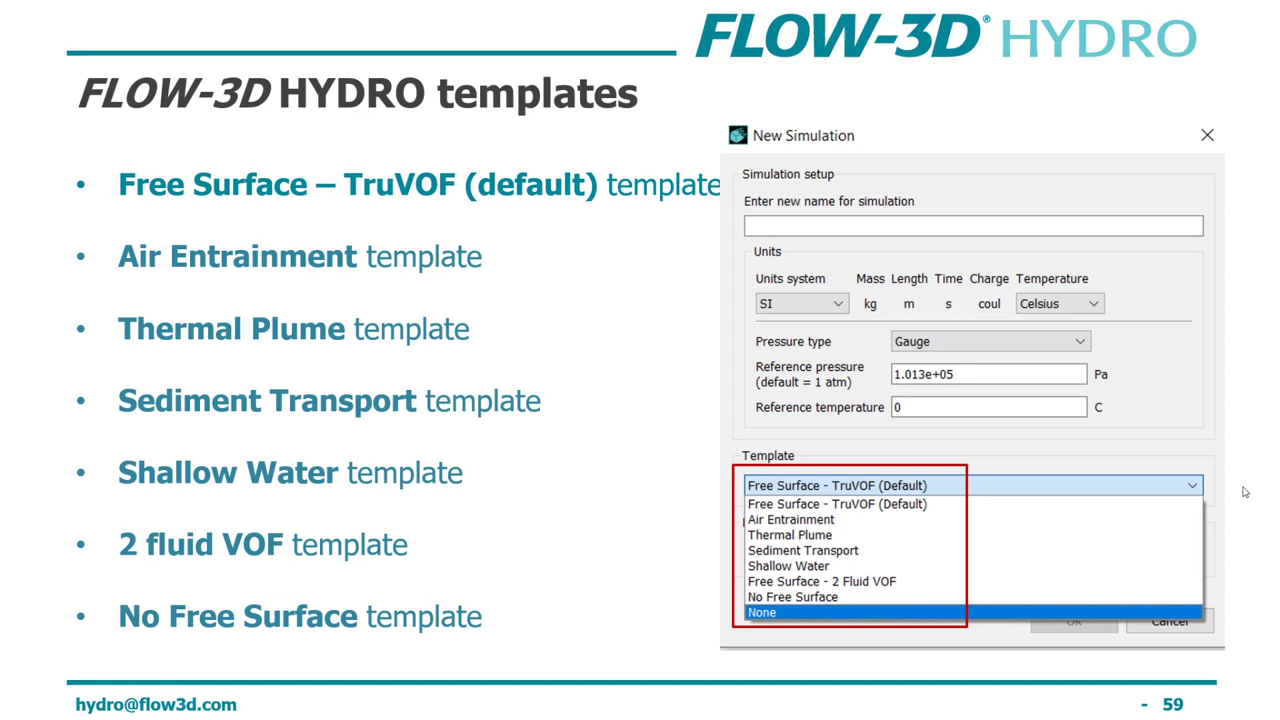 FLOW-3D® HYDRO
FLOW-3D HYDRO templates
• Free Surface – TruVOF (default) template
• Air Entrainment template
• Thermal Plume template
• Sediment Transport template
• Shallow Water template
• 2 fluid VOF template
• No Free Surface template
New Simulation
Simulation setup
Enter new name for simulation
Units
Units system Mass Length Time Charge Temperature
SI kg m s coul Celsius
Pressure type Gauge
Reference pressure
(default = 1 atm) 1.013e+05 Pa
Reference temperature 0 C
Template
Free Surface - TruVOF (Default)
Free Surface - TruVOF (Default)
Air Entrainment
Thermal Plume
Sediment Transport
Shallow Water
Free Surface - 2 Fluid VOF
No Free Surface
None
OK Cancel
hydro@flow3d.com - 59